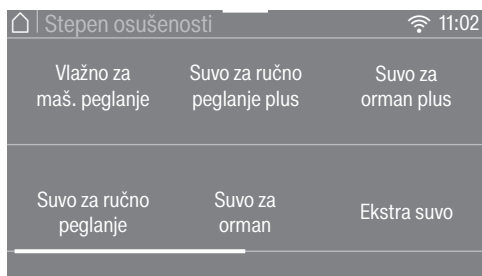 Stepen osušenosti 11:02
Vlažno za
maš. peglanje
Suvo za ručno
peglanje plus
Suvo za
orman plus
Suvo za ručno
peglanje
Suvo za
orman
Ekstra suvo